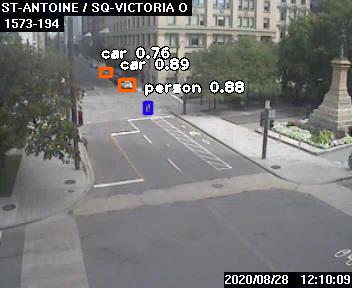 ST-ANTOINE / SQ-VICTORIA O
1573-194
car 0.76
car 0.89
person 0.88
2020/08/28 12:10:09